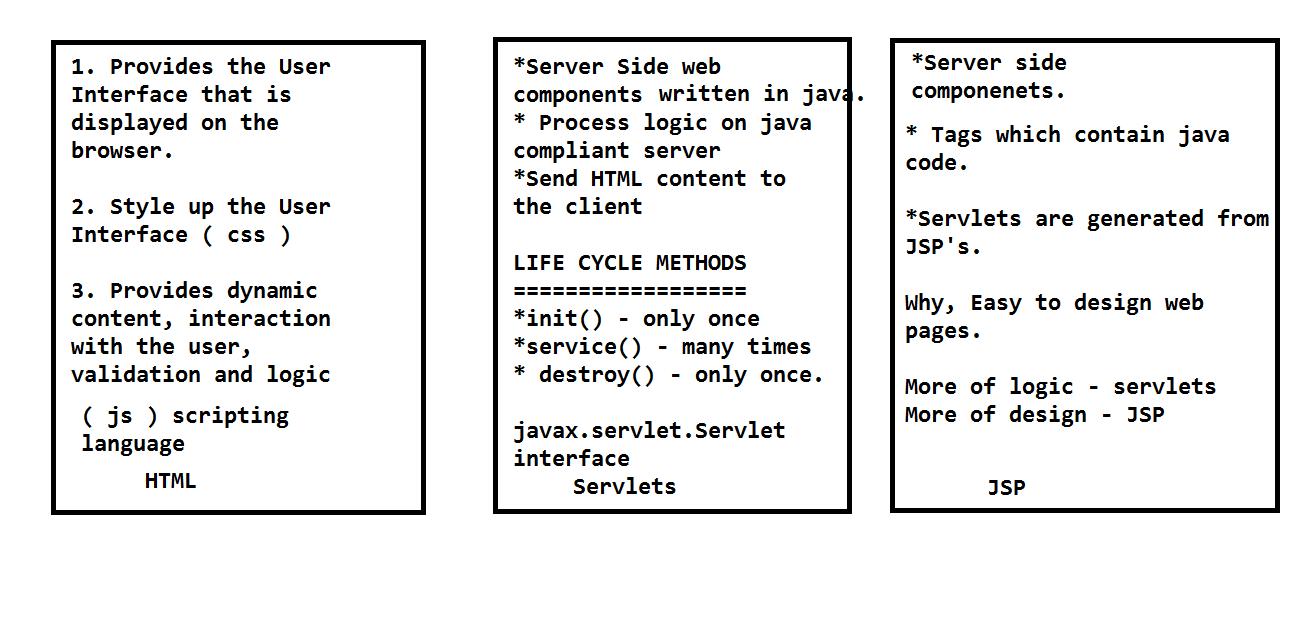 1. Provides the User
Interface that is
displayed on the
browser.
2. Style up the User
Interface ( css )
3. Provides dynamic
content, interaction
with the user,
validation and logic
( js ) scripting
language
HTML
*Server Side web
components written in java.
* Process logic on java
compliant server
*Send HTML content to
the client
LIFE CYCLE METHODS
==================
*init() - only once
*service() - many times
* destroy() - only once.
javax.servlet.Servlet
interface
Servlets
*Server side
componenets.
* Tags which contain java
code.
*Servlets are generated from
JSP's.
Why, Easy to design web
pages.
More of logic - servlets
More of design - JSP
JSP